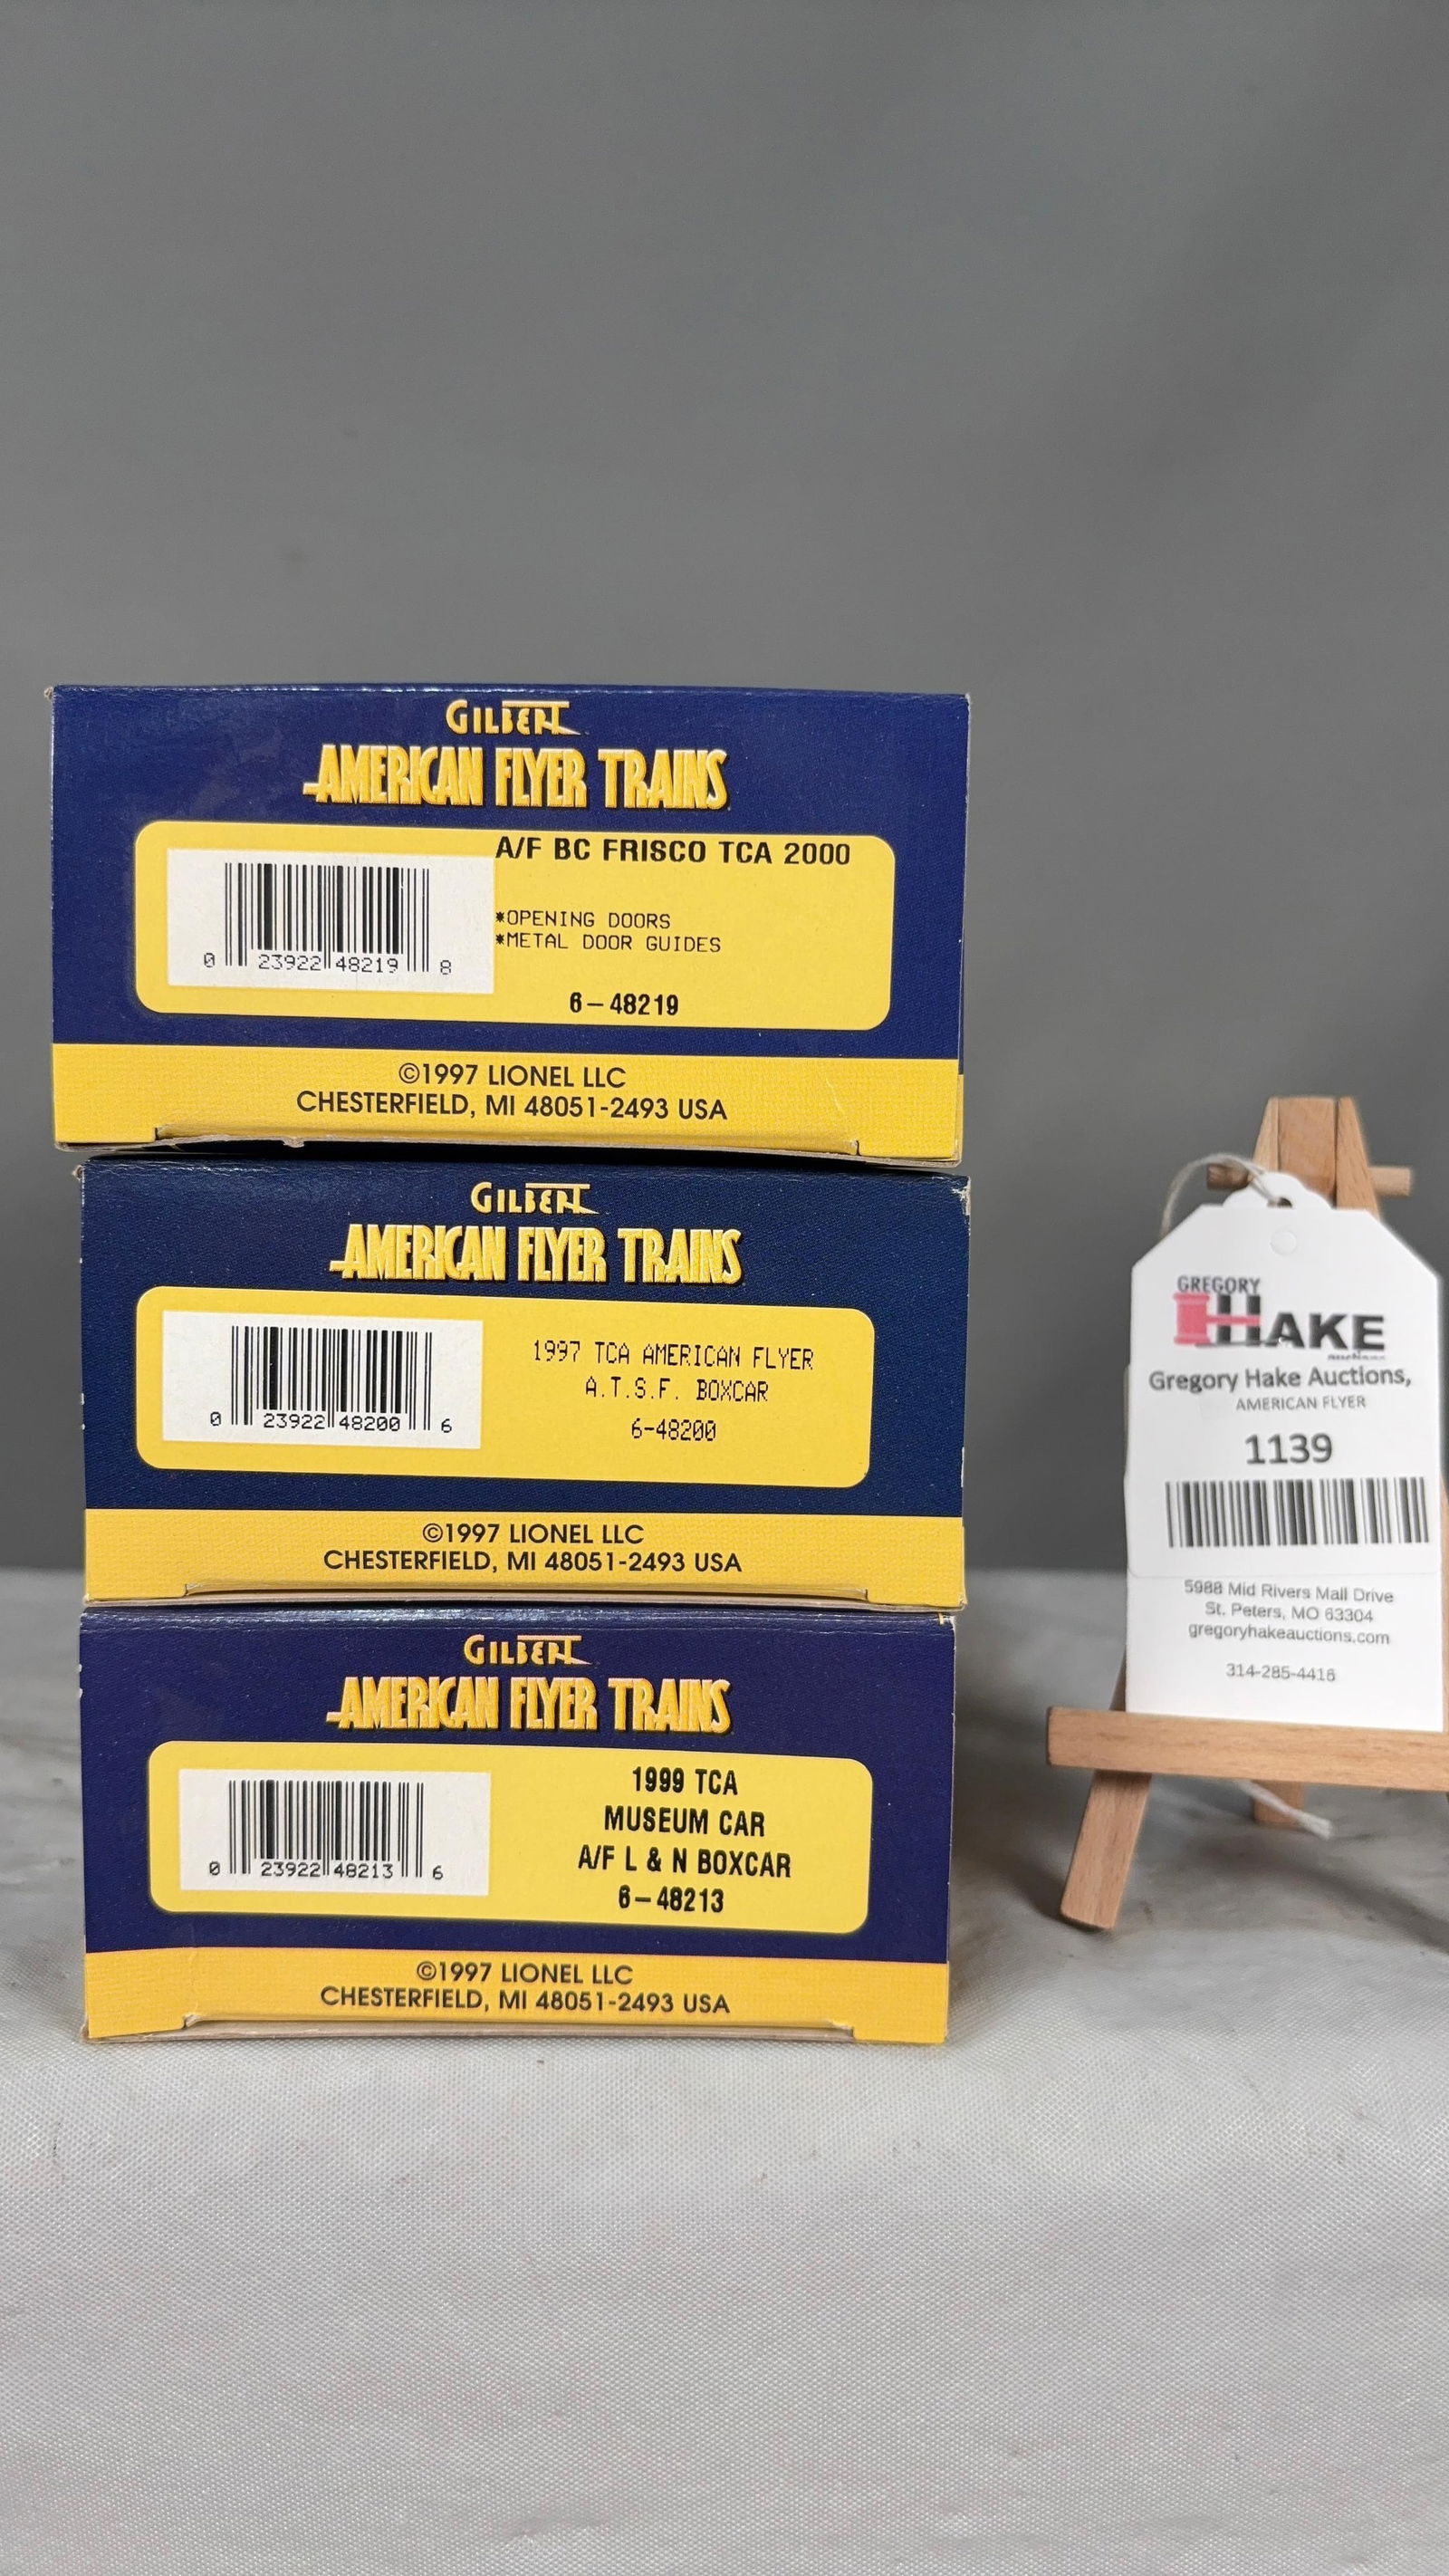 GILBERT
AMERICAN FLYER TRAINS
A/F BC FRISCO TCA 2000
*OPENING DOORS
*METAL DOOR GUIDES
0 23922 48219 8
6-48219
©1997 LIONEL LLC
CHESTERFIELD, MI 48051-2493 USA
GILBERT
AMERICAN FLYER TRAINS
1997 TCA AMERICAN FLYER
A.T.S.F. BOXCAR
6-48200
0 23922 48200 6
©1997 LIONEL LLC
CHESTERFIELD, MI 48051-2493 USA
GILBERT
AMERICAN FLYER TRAINS
1999 TCA
MUSEUM CAR
A/F L & N BOXCAR
6-48213
0 23922 48213 6
©1997 LIONEL LLC
CHESTERFIELD, MI 48051-2493 USA
GREGORY
HAKE
auctions
Gregory Hake Auctions,
AMERICAN FLYER
1139
5988 Mid Rivers Mall Drive
St. Peters, MO 63304
gregoryhakeauctions.com
314-285-4416